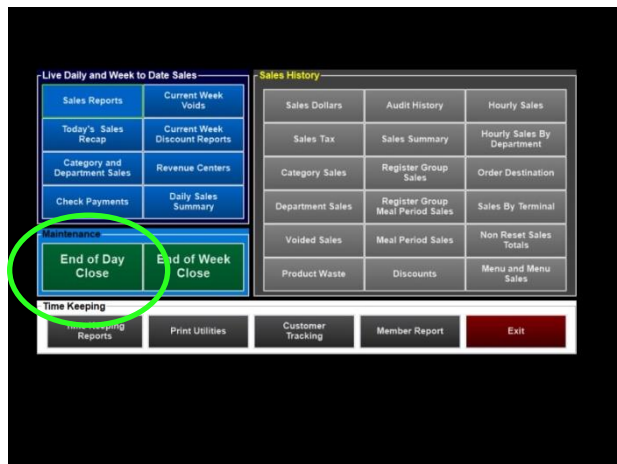 Live Daily and Week to Date Sales
Sales Reports
Current Week
Voids
Today's Sales
Recap
Current Week
Discount Reports
Category and
Department Sales
Revenue Centers
Check Payments
Daily Sales
Summary
Maintenance
End of Day
Close
End of Week
Close
Sales History
Sales Dollars
Audit History
Hourly Sales
Sales Tax
Sales Summary
Hourly Sales By
Department
Category Sales
Register Group
Sales
Order Destination
Department Sales
Register Group
Meal Period Sales
Sales By Terminal
Voided Sales
Meal Period Sales
Non Reset Sales
Totals
Product Waste
Discounts
Menu and Menu
Sales
Time Keeping
Time Keeping
Reports
Print Utilities
Customer
Tracking
Member Report
Exit